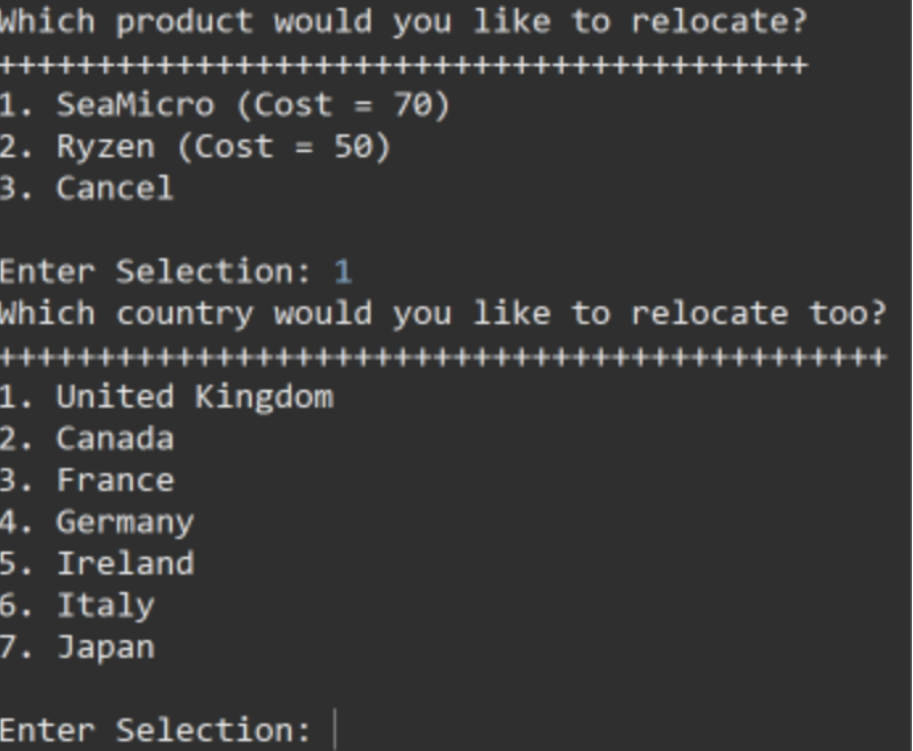 Which product would you like to relocate?
+++++++++++++++++++++++++++++++++++++++++
1. SeaMicro (Cost = 70)
2. Ryzen (Cost = 50)
3. Cancel
Enter Selection: 1
Which country would you like to relocate too?
+++++++++++++++++++++++++++++++++++++++++++++
1. United Kingdom
2. Canada
3. France
4. Germany
5. Ireland
6. Italy
7. Japan
Enter Selection: